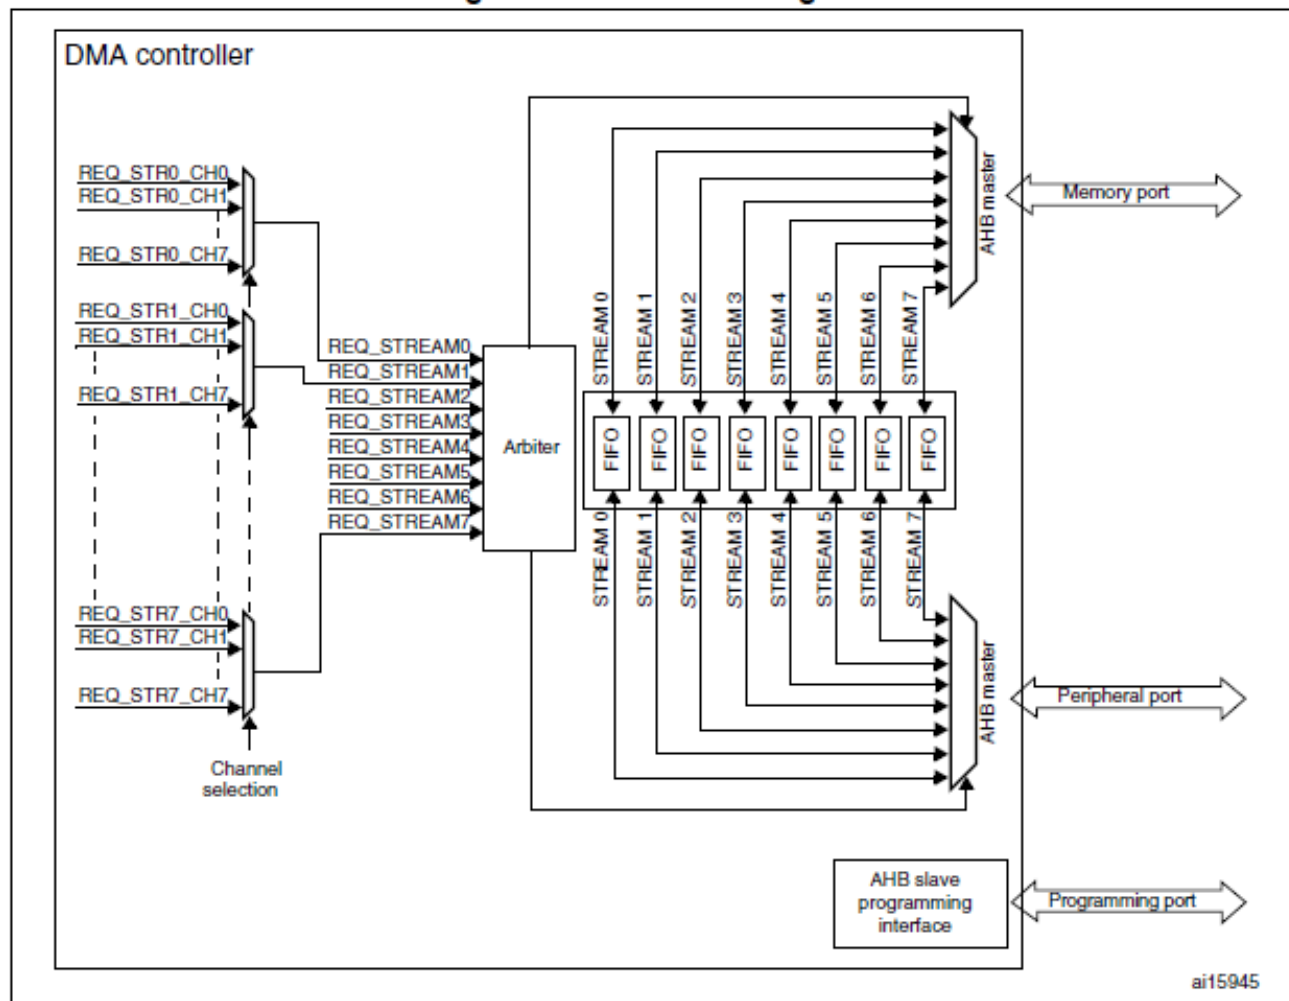 DMA controller
REQ_STR0_CH0
REQ_STR0_CH1
REQ_STR0_CH7
REQ_STR1_CH0
REQ_STR1_CH1
REQ_STR1_CH7
REQ_STR7_CH0
REQ_STR7_CH1
REQ_STR7_CH7
Channel
selection
REQ_STREAM0
REQ_STREAM1
REQ_STREAM2
REQ_STREAM3
REQ_STREAM4
REQ_STREAM5
REQ_STREAM6
REQ_STREAM7
Arbiter
STREAM 0
STREAM 1
STREAM 2
STREAM 3
STREAM 4
STREAM 5
STREAM 6
STREAM 7
FIFO
FIFO
FIFO
FIFO
FIFO
FIFO
FIFO
FIFO
STREAM 0
STREAM 1
STREAM 2
STREAM 3
STREAM 4
STREAM 5
STREAM 6
STREAM 7
AHB master
Memory port
AHB master
Peripheral port
AHB slave
programming
interface
Programming port
ai15945